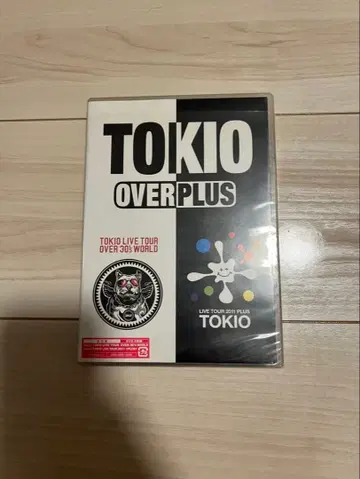 TOKIO
OVERPLUS
TOKIO LIVE TOUR
OVER 30's WORLD
LIVE TOUR 2011 PLUS
TOKIO